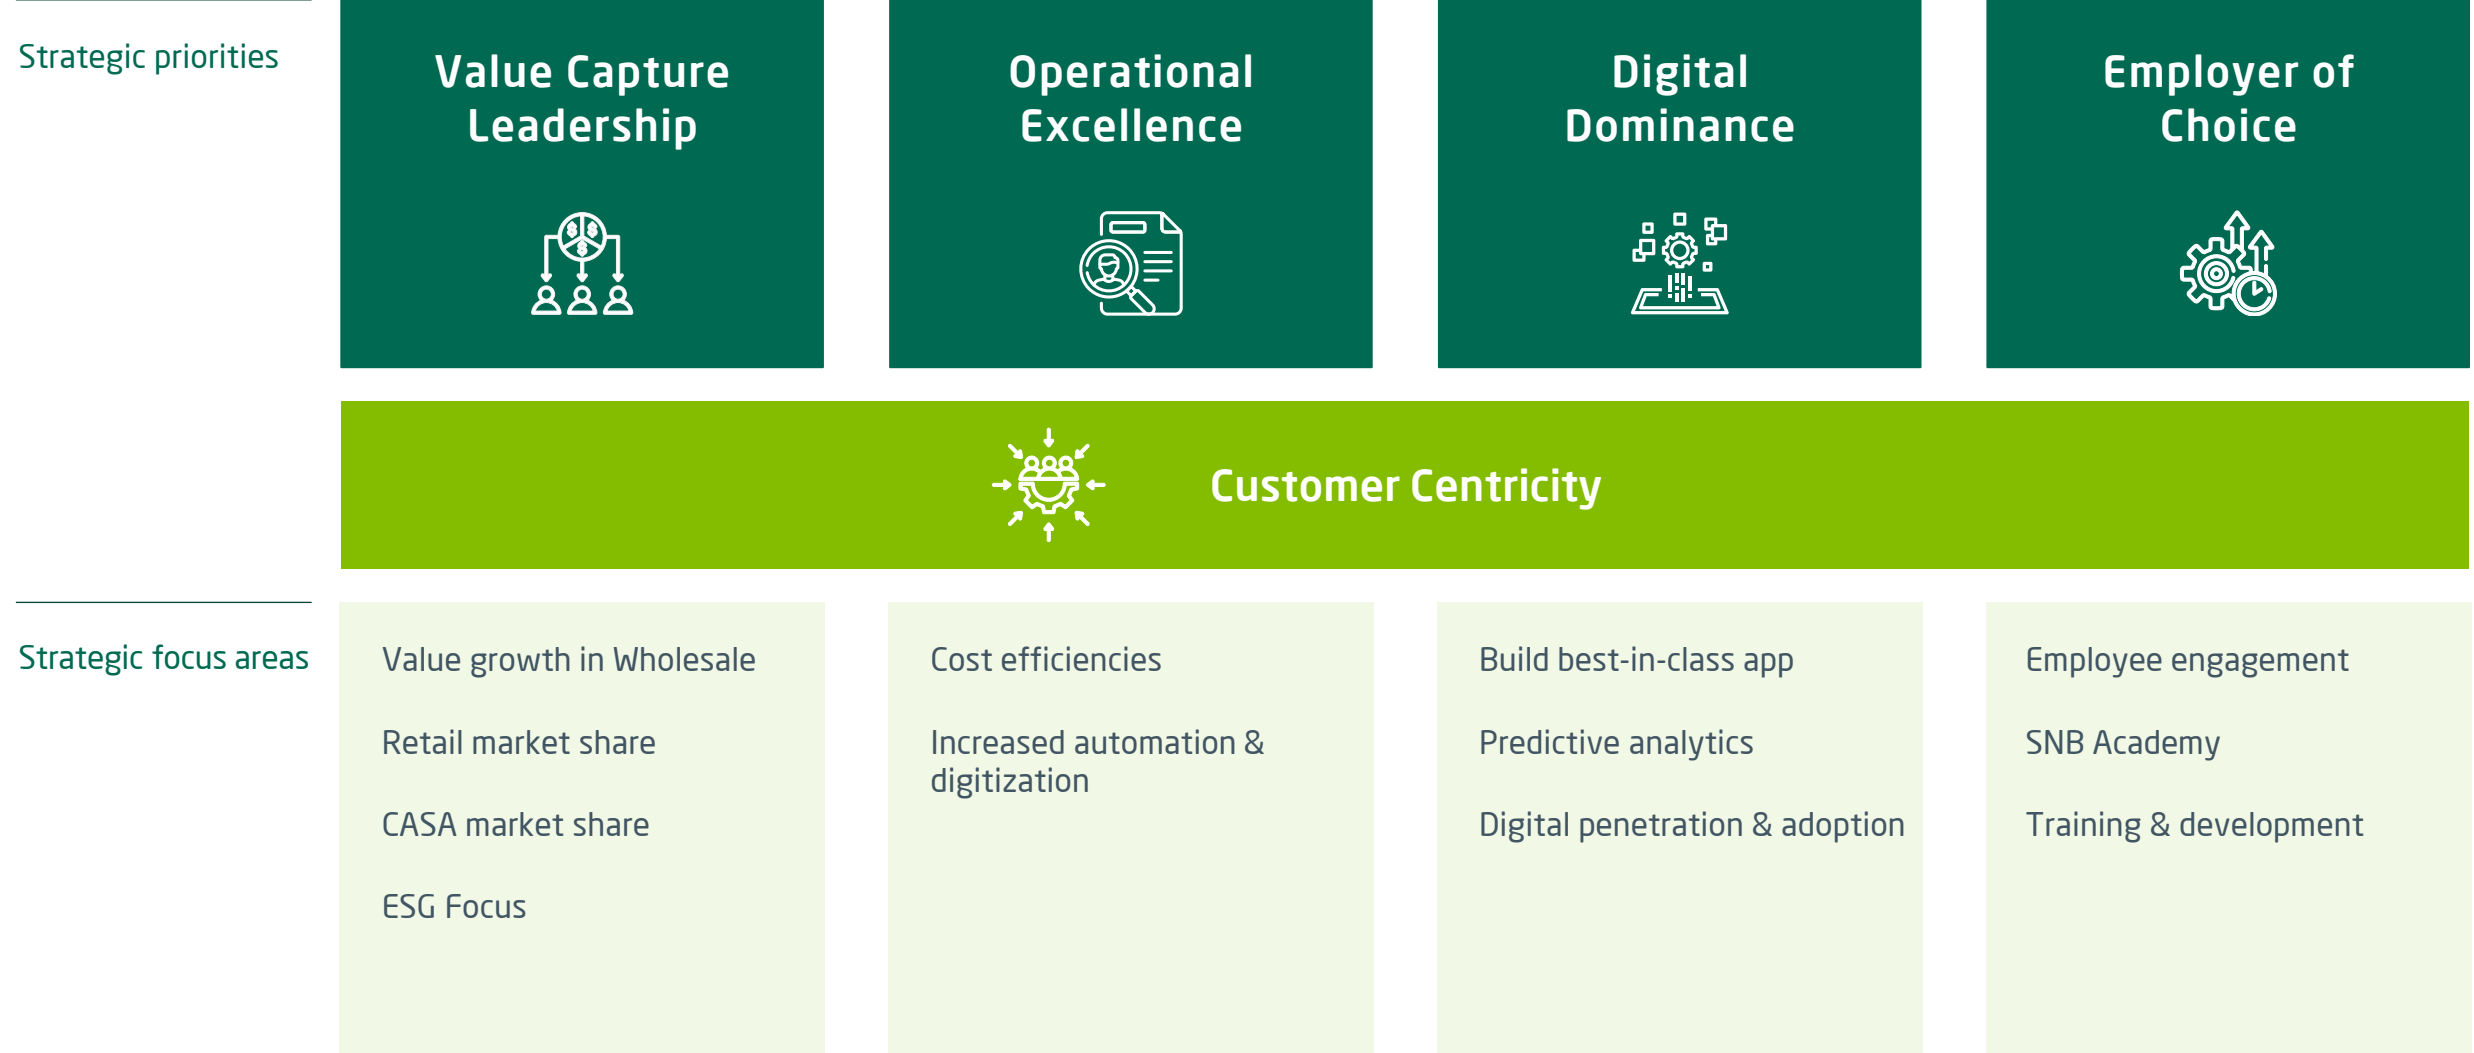 Strategic priorities
Value Capture
Leadership
Operational
Excellence
Digital
Dominance
Employer of
Choice
Customer Centricity
Strategic focus areas
Value growth in Wholesale
Retail market share
CASA market share
ESG Focus
Cost efficiencies
Increased automation &
digitization
Build best-in-class app
Predictive analytics
Digital penetration & adoption
Employee engagement
SNB Academy
Training & development